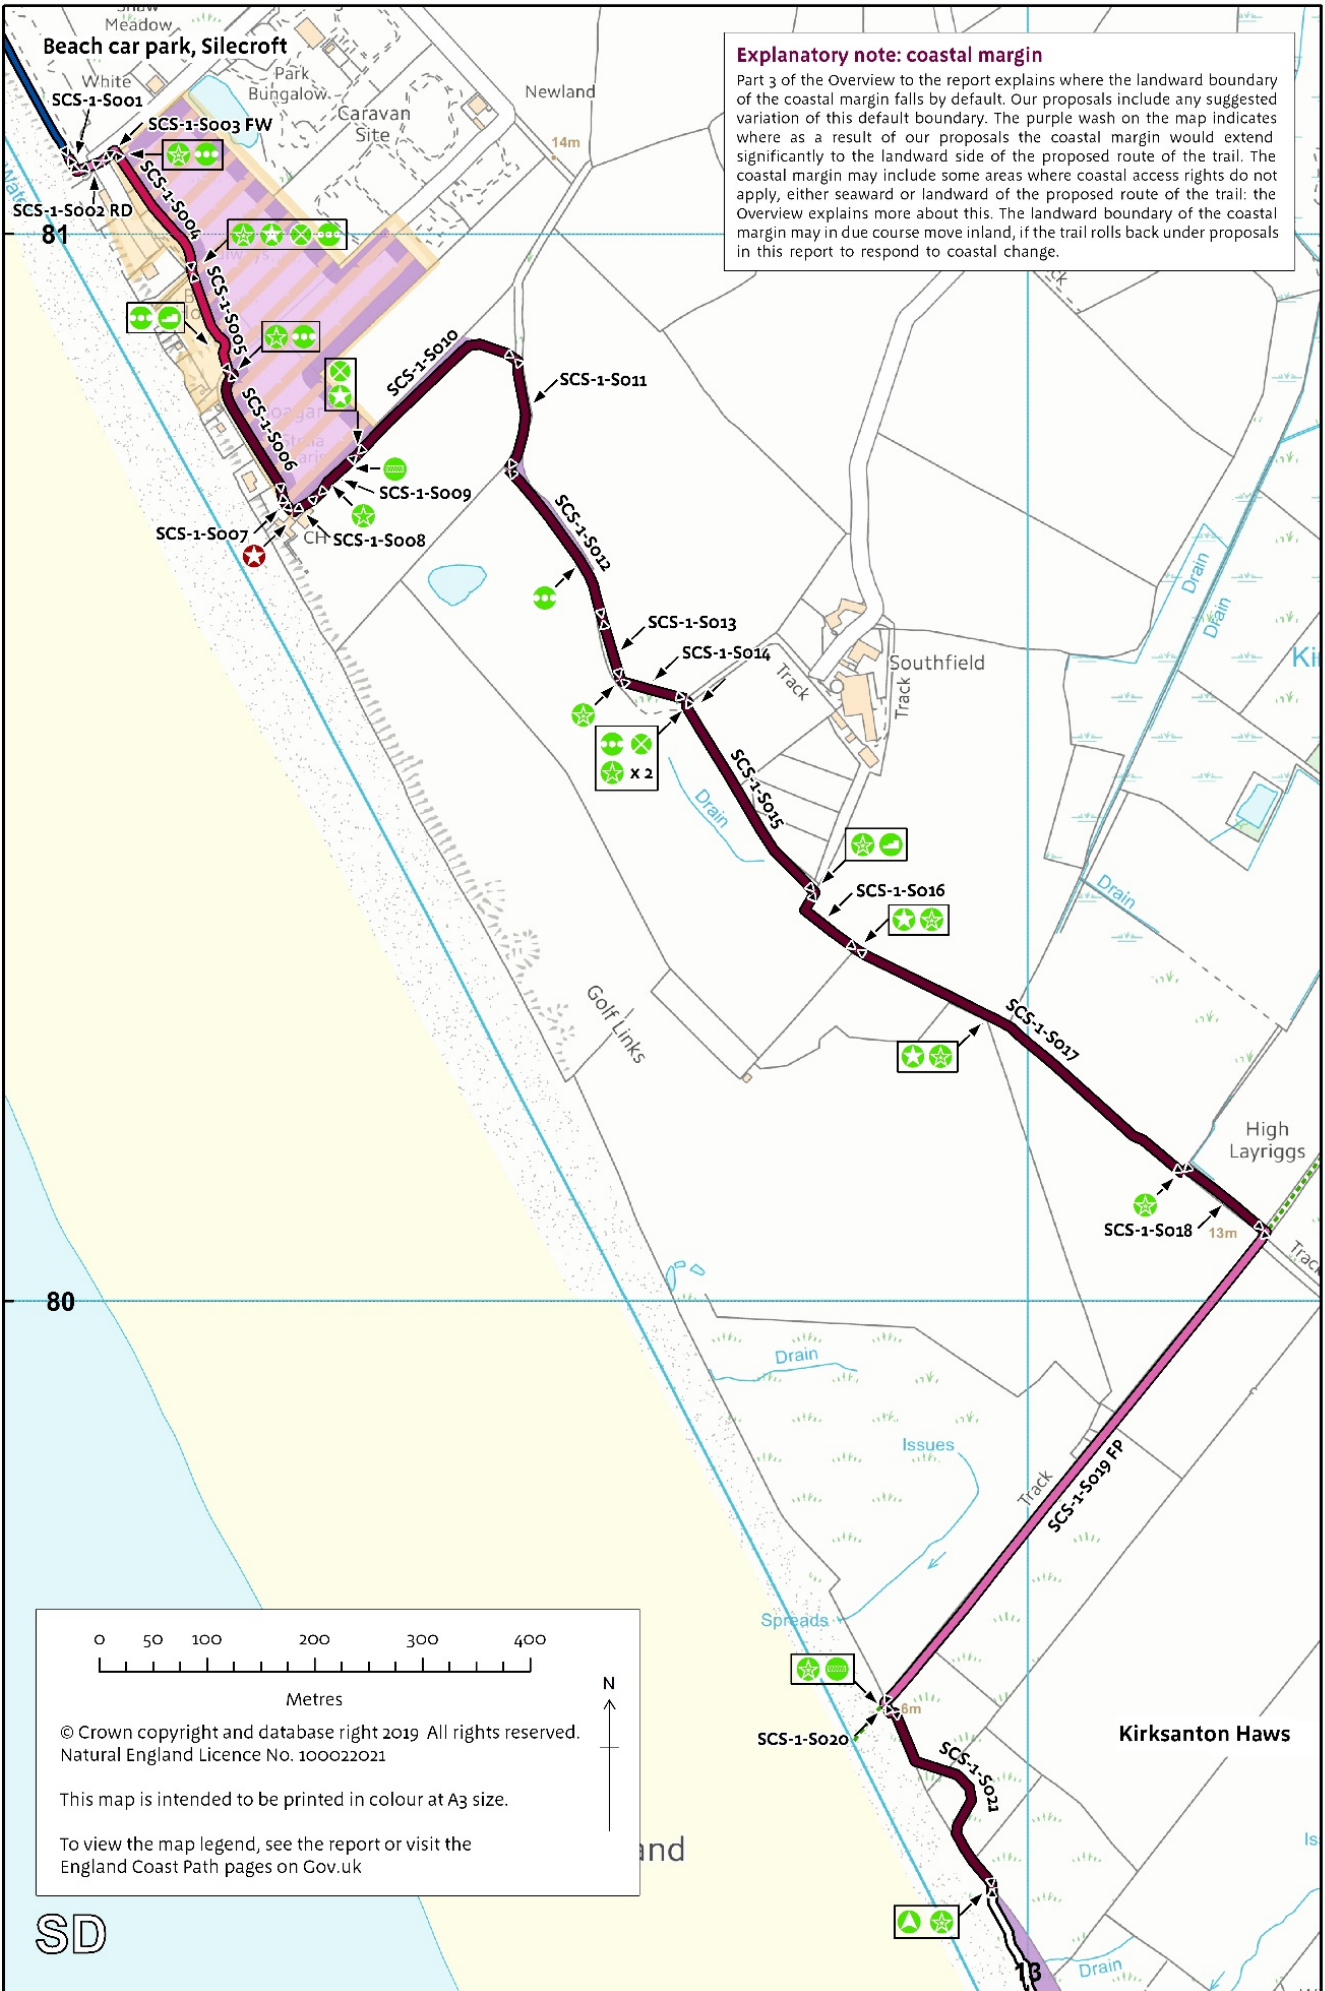 Meadow
Beach car park, Silecroft
White
SCS-1-S001
Park
Bungalow
Caravan
Site
Newland
14m
SCS-1-S003 FW
SCS-1-S004
SCS-1-S002 RD
81
Explanatory note: coastal margin
Part 3 of the Overview to the report explains where the landward boundary
of the coastal margin falls by default. Our proposals include any suggested
variation of this default boundary. The purple wash on the map indicates
where as a result of our proposals the coastal margin would extend
significantly to the landward side of the proposed route of the trail. The
coastal margin may include some areas where coastal access rights do not
apply, either seaward or landward of the proposed route of the trail: the
Overview explains more about this. The landward boundary of the coastal
margin may in due course move inland, if the trail rolls back under proposals
in this report to respond to coastal change.
SCS-1-S005
SCS-1-S006
SCS-1-S010
SCS-1-S011
SCS-1-S009
SCS-1-S007
CH
SCS-1-S008
SCS-1-S012
SCS-1-S013
SCS-1-S014
Track
Southfield
Track
Drain
Drain
x 2
SCS-1-S015
Drain
SCS-1-S016
Drain
Golf Links
SCS-1-S017
High
Layriggs
SCS-1-S018
13m
Track
80
Drain
Issues
Track
SCS-1-S019 FP
Spreads
6m
SCS-1-S020
SCS-1-S021
Kirksanton Haws
0 50 100 200 300 400
Metres
N
© Crown copyright and database right 2019 All rights reserved.
Natural England Licence No. 100022021
This map is intended to be printed in colour at A3 size.
To view the map legend, see the report or visit the
England Coast Path pages on Gov.uk
and
SD
13
Drain